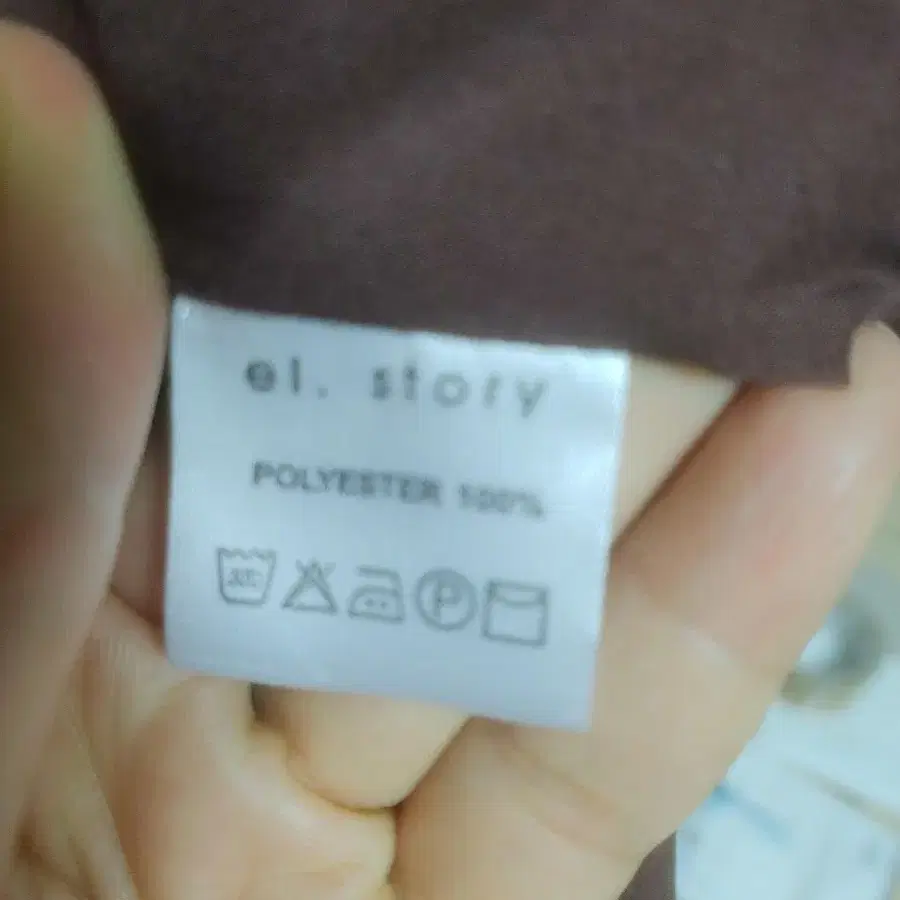 el. story
POLYESTER 100%
P